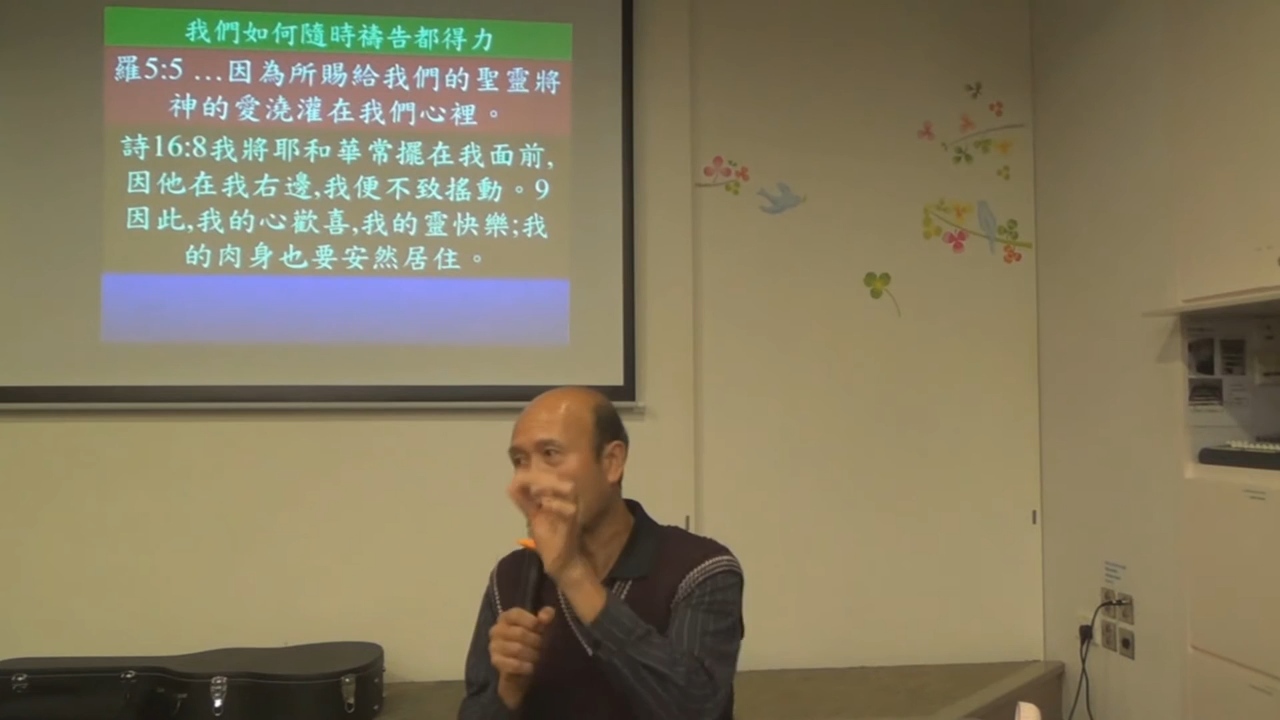 我們如何隨時禱告都得力
羅5:5 …因為所賜給我們的聖靈將
神的愛澆灌在我們心裡。
詩16:8我將耶和華常擺在我面前,
因他在我右邊,我便不致搖動。9
因此,我的心歡喜,我的靈快樂;我
的肉身也要安然居住。